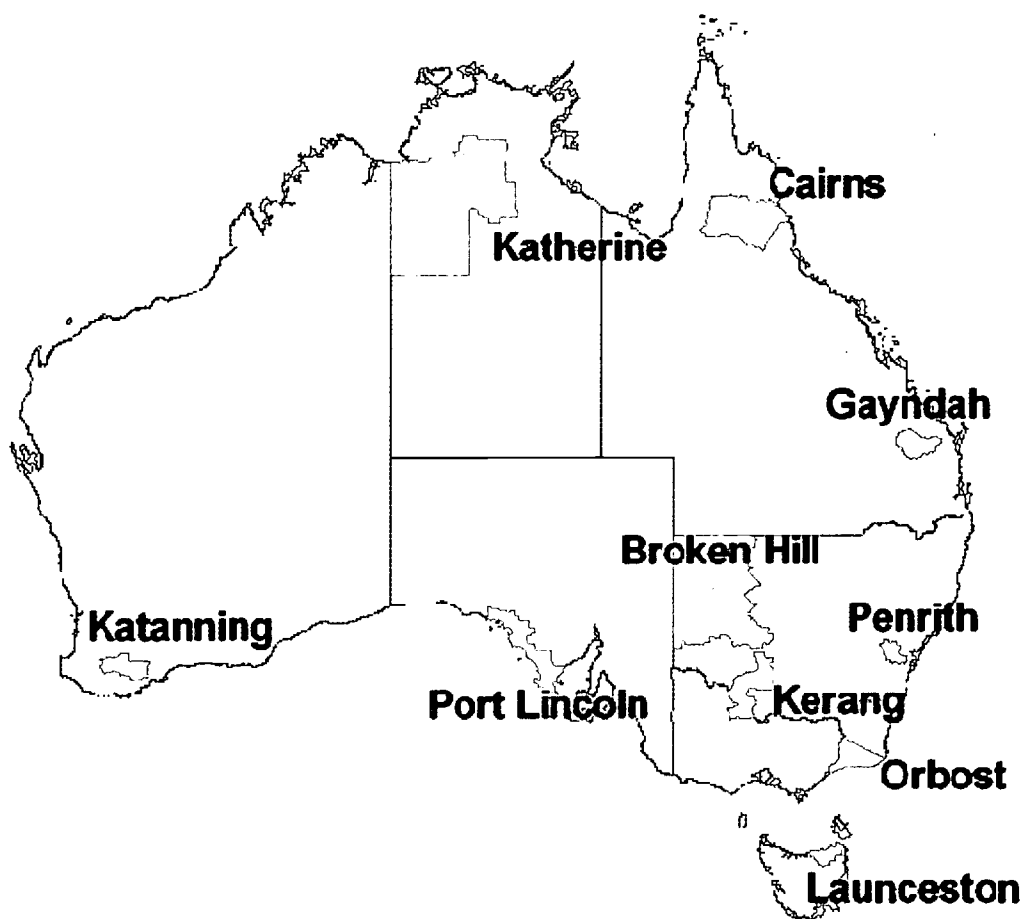 Cairns
Katherine
Gayndah
Broken Hill
Penrith
Katanning
Port Lincoln
Kerang
Orbost
Launceston